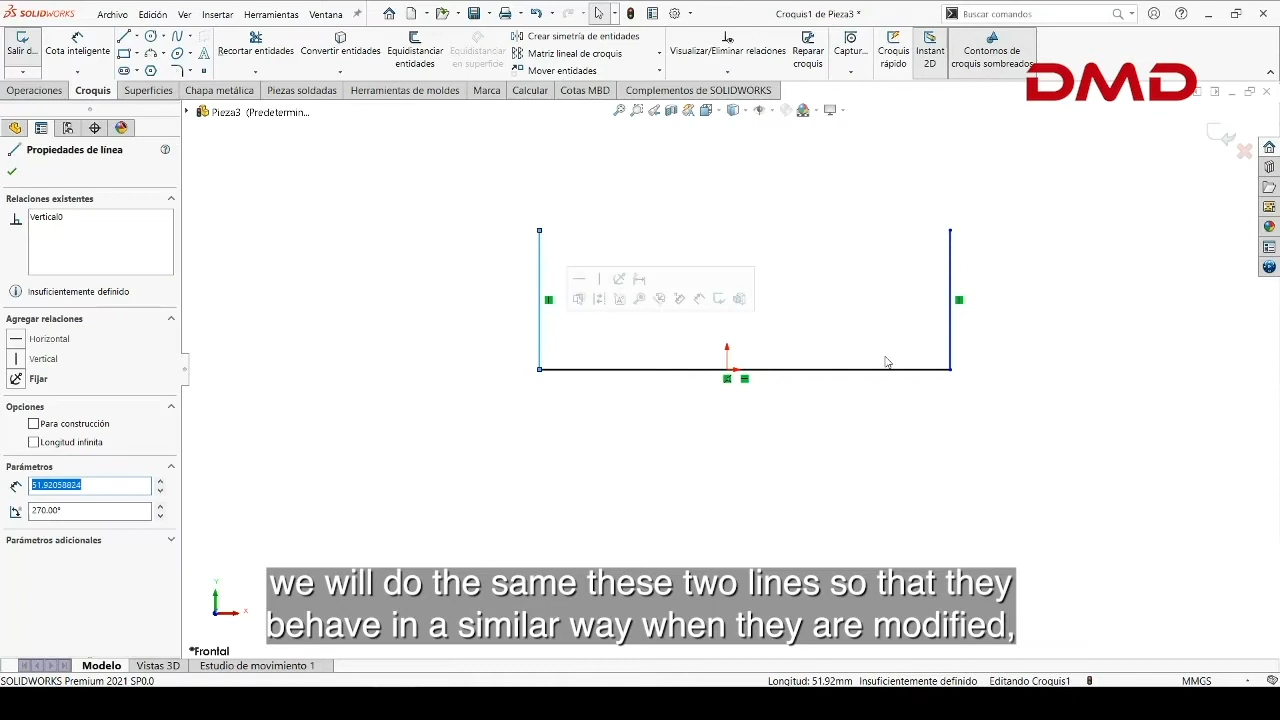 SOLIDWORKS
Archivo Edición Ver Insertar Herramientas Ventana
Croquis1 de Pieza3 *
Buscar comandos
Salir d...
Cota inteligente
Recortar entidades
Convertir entidades
Equidistanciar entidades
Equidistanciar en superficie
Crear simetría de entidades
Matriz lineal de croquis
Mover entidades
Visualizar/Eliminar relaciones
Reparar croquis
Captur...
Croquis rápido
Instant 2D
Contornos de croquis sombreados
DMD
Operaciones Croquis Superficies Chapa metálica Piezas soldadas Herramientas de mol Marca Calcular Cotas MBD Complementos de SOLIDWORKS
Pieza3 (Predetermin...
Propiedades de línea
Relaciones existentes
Vertical0
Insuficientemente definido
Agregar relaciones
Horizontal
Vertical
Fijar
Opciones
Para construcción
Longitud infinita
Parámetros
51.92058824
270.00°
Parámetros adicionales
Y
X
we will do the same these two lines so that they
behave in a similar way when they are modified,
*Frontal
Modelo Vistas 3D Estudio de movimiento 1
SOLIDWORKS Premium 2021 SP0.0
Longitud: 51.92mm Insuficientemente definido Editando Croquis1 MMGS